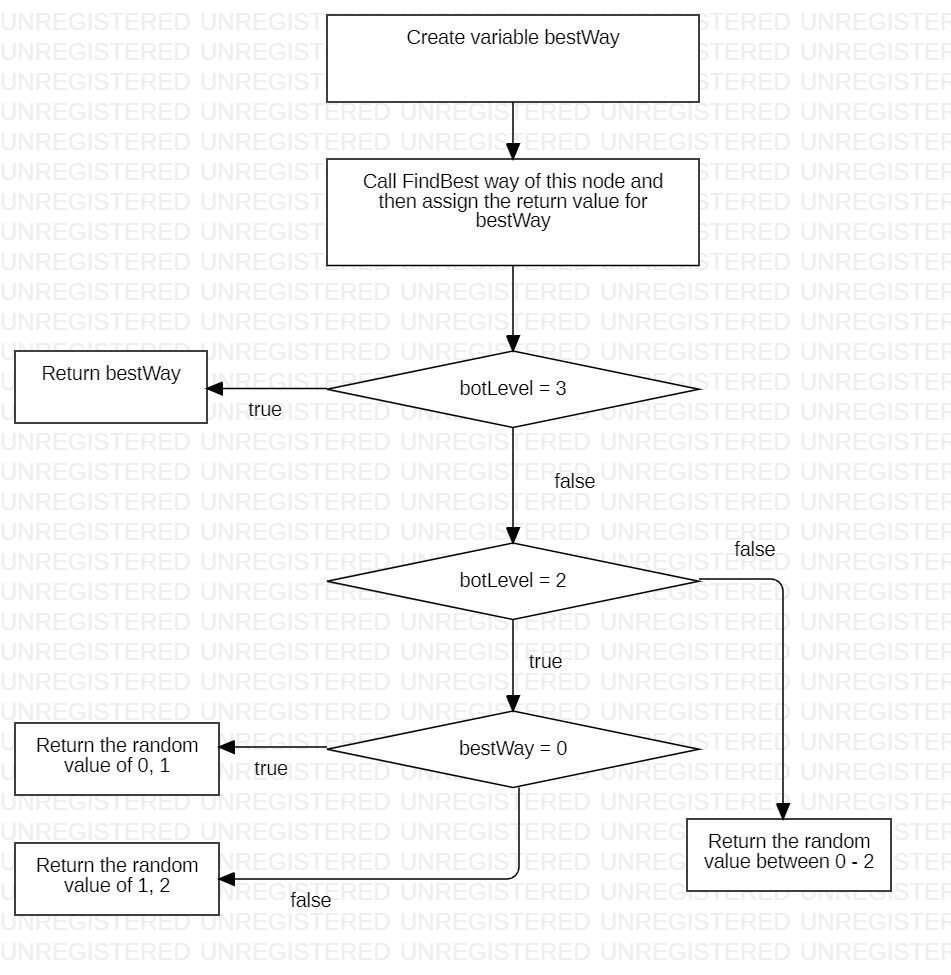 Create variable bestWay
Call FindBest way of this node and
then assign the return value for
bestWay
botLevel = 3
Return bestWay
true
false
botLevel = 2
false
true
bestWay = 0
Return the random
value of 0, 1
true
Return the random
value between 0 - 2
Return the random
value of 1, 2
false
UNREGISTERED